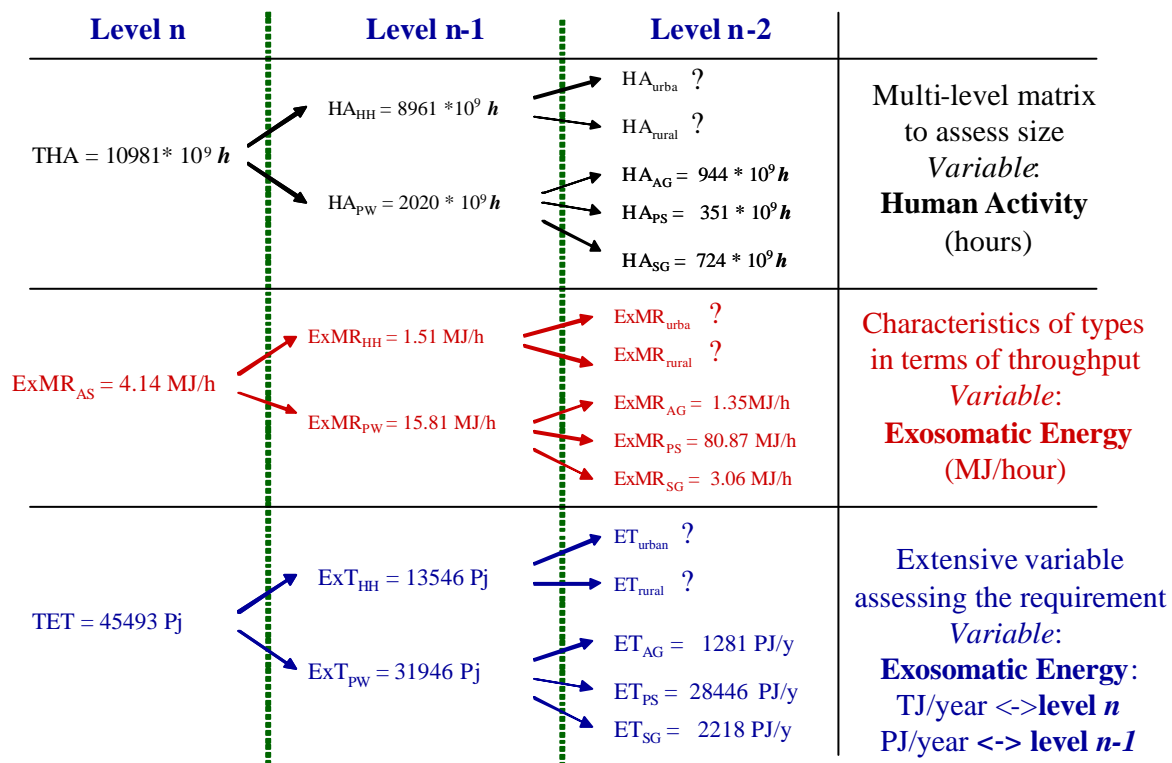 Level n Level n-1 Level n-2
HA_urba ?
HA_HH = 8961 *10^9 h
HA_rural ?
THA = 10981* 10^9 h
HA_AG = 944 * 10^9 h
HA_PW = 2020 * 10^9 h
HA_PS = 351 * 10^9 h
HA_SG = 724 * 10^9 h
Multi-level matrix
to assess size
Variable:
Human Activity
(hours)
ExMR_urba ?
ExMR_HH = 1.51 MJ/h
ExMR_rural ?
ExMR_AS = 4.14 MJ/h
ExMR_AG = 1.35MJ/h
ExMR_PW = 15.81 MJ/h
ExMR_PS = 80.87 MJ/h
ExMR_SG = 3.06 MJ/h
Characteristics of types
in terms of throughput
Variable:
Exosomatic Energy
(MJ/hour)
ET_urban ?
ExT_HH = 13546 Pj
ET_rural ?
TET = 45493 Pj
ET_AG = 1281 PJ/y
ExT_PW = 31946 Pj
ET_PS = 28446 PJ/y
ET_SG = 2218 PJ/y
Extensive variable
assessing the requirement
Variable:
Exosomatic Energy:
TJ/year <->level n
PJ/year <-> level n-1